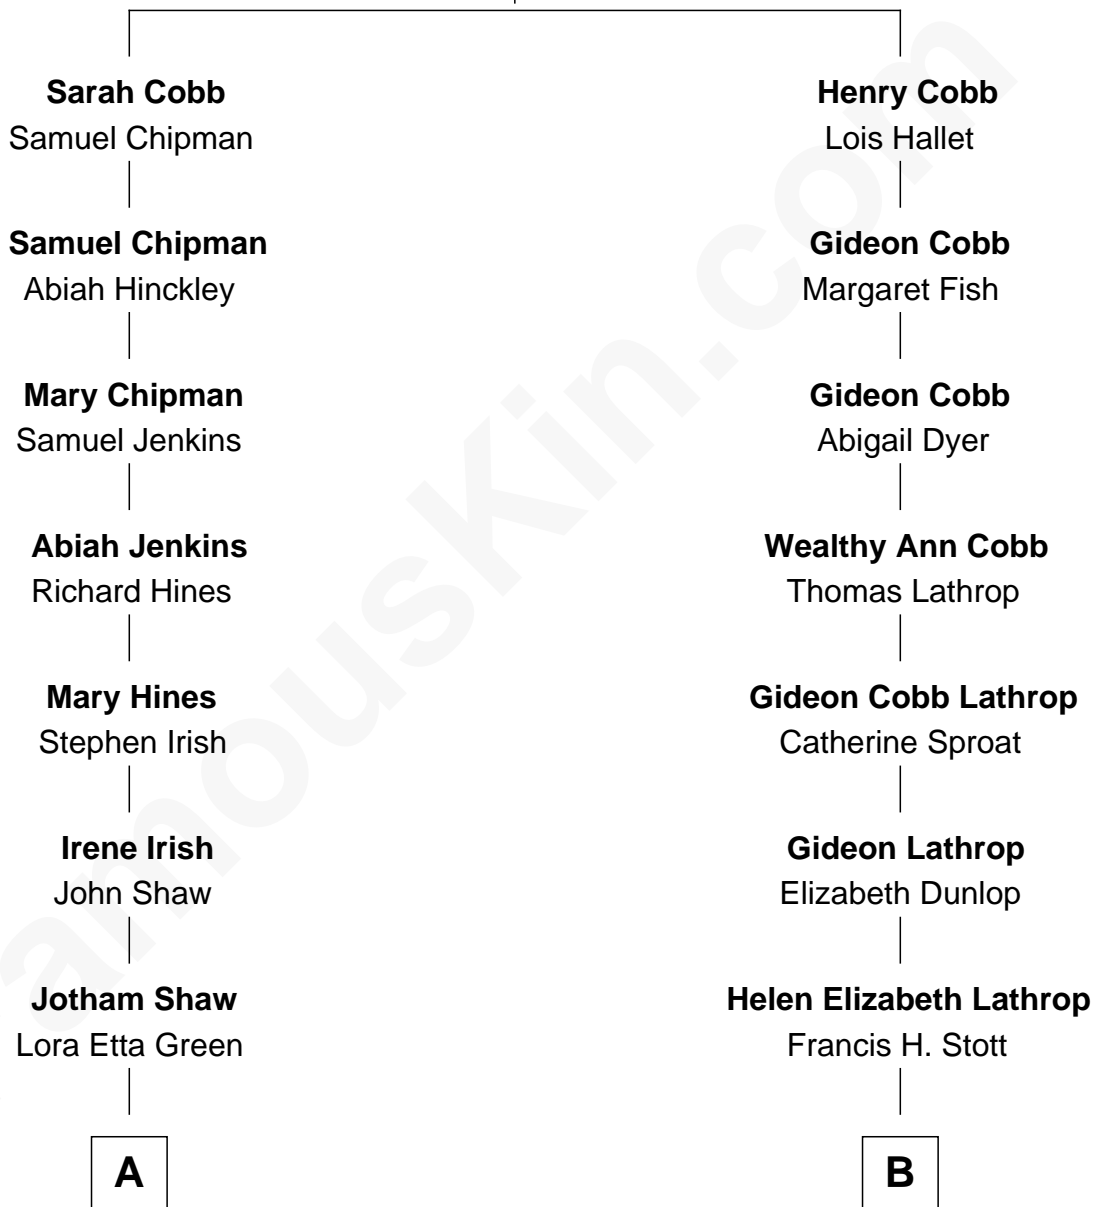 Sarah Cobb
Samuel Chipman
Henry Cobb
Lois Hallet
Samuel Chipman
Abiah Hinckley
Gideon Cobb
Margaret Fish
Mary Chipman
Samuel Jenkins
Gideon Cobb
Abigail Dyer
Abiah Jenkins
Richard Hines
Wealthy Ann Cobb
Thomas Lathrop
Mary Hines
Stephen Irish
Gideon Cobb Lathrop
Catherine Sproat
Irene Irish
John Shaw
Gideon Lathrop
Elizabeth Dunlop
Jotham Shaw
Lora Etta Green
Helen Elizabeth Lathrop
Francis H. Stott
A
B
amouskin.com